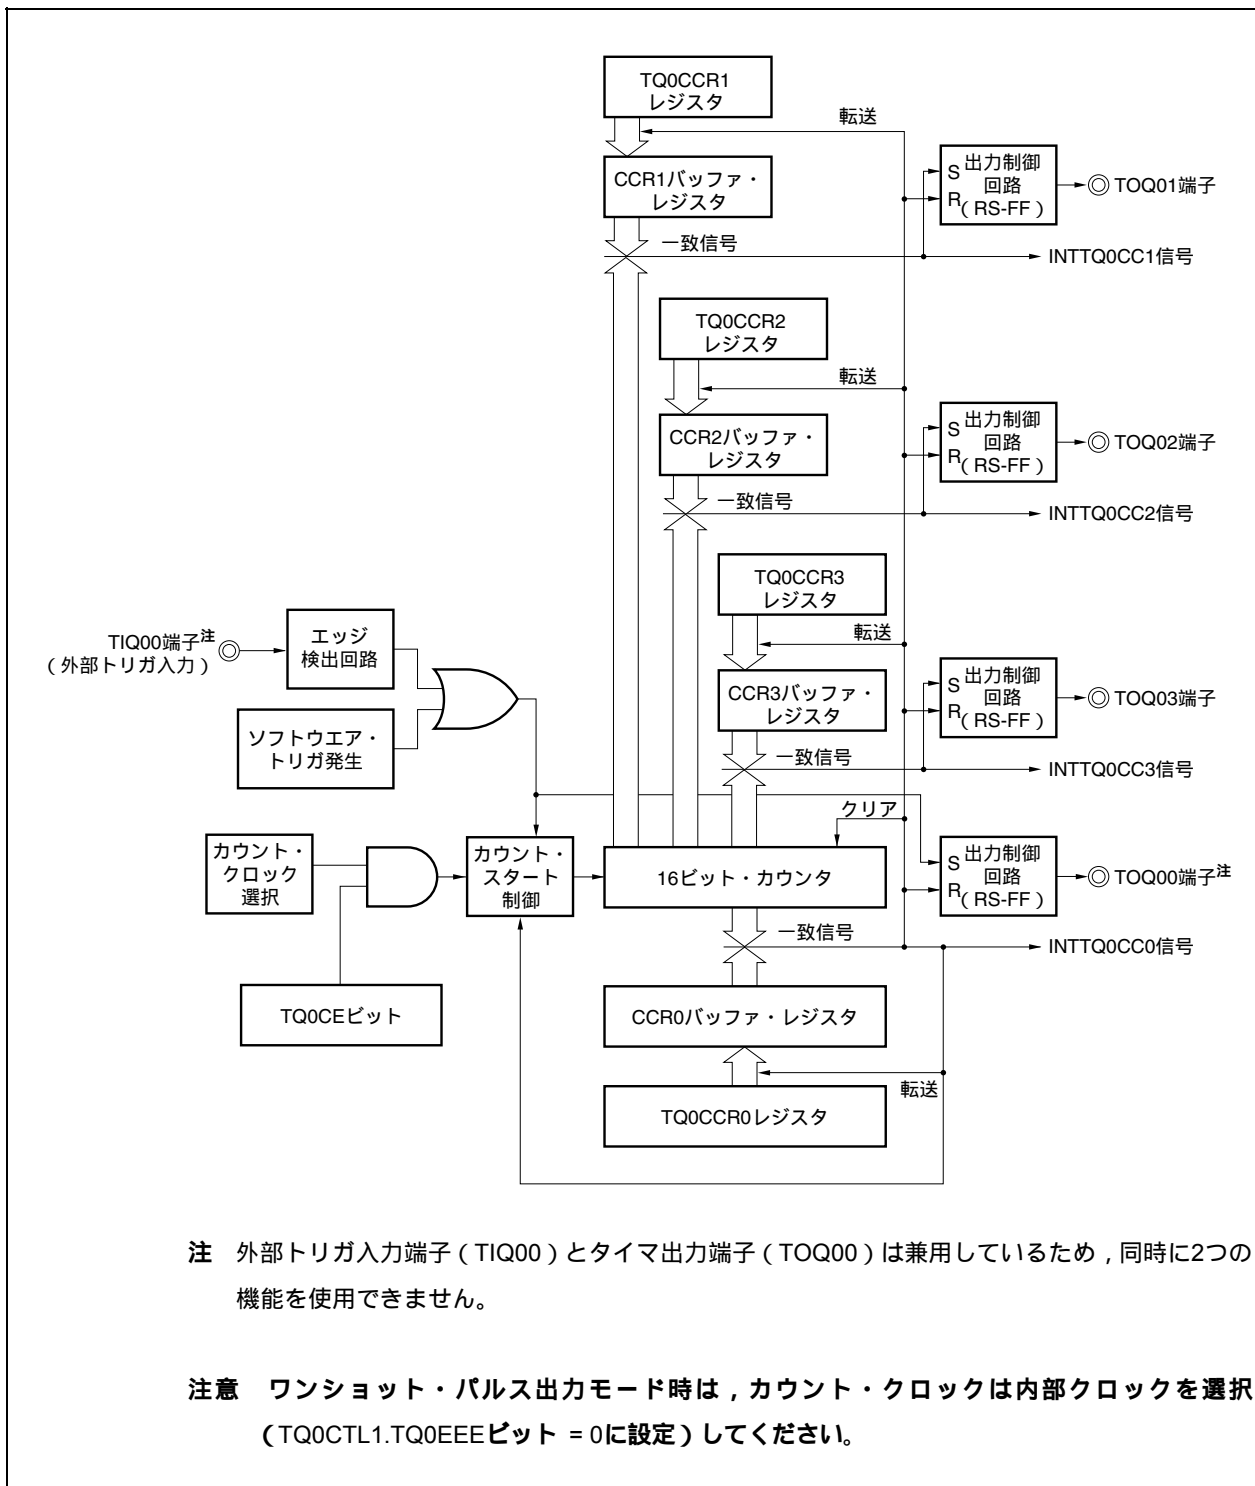 TQ0CCR1
レジスタ
転送
CCR1バッファ・
レジスタ
S 出力制御
回路
R( RS-FF )
TOQ01端子
一致信号
INTTQ0CC1信号
TQ0CCR2
レジスタ
転送
CCR2バッファ・
レジスタ
S 出力制御
回路
R( RS-FF )
TOQ02端子
一致信号
INTTQ0CC2信号
TQ0CCR3
レジスタ
転送
TIQ00端子注
（外部トリガ入力）
エッジ
検出回路
CCR3バッファ・
レジスタ
S 出力制御
回路
R( RS-FF )
TOQ03端子
ソフトウエア・
トリガ発生
一致信号
INTTQ0CC3信号
クリア
カウント・
クロック
選択
カウント・
スタート
制御
16ビット・カウンタ
S 出力制御
回路
R( RS-FF )
TOQ00端子注
一致信号
INTTQ0CC0信号
TQ0CEビット
CCR0バッファ・レジスタ
転送
TQ0CCR0レジスタ
注 外部トリガ入力端子（TIQ00）とタイマ出力端子（TOQ00）は兼用しているため，同時に2つの
機能を使用できません。
注意 ワンショット・パルス出力モード時は，カウント・クロックは内部クロックを選択
（TQ0CTL1.TQ0EEEビット = 0に設定）してください。